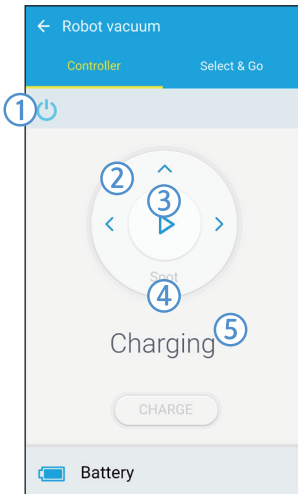 Robot vacuum
Controller Select & Go
1
2
3
Spot
4
Charging 5
CHARGE
Battery